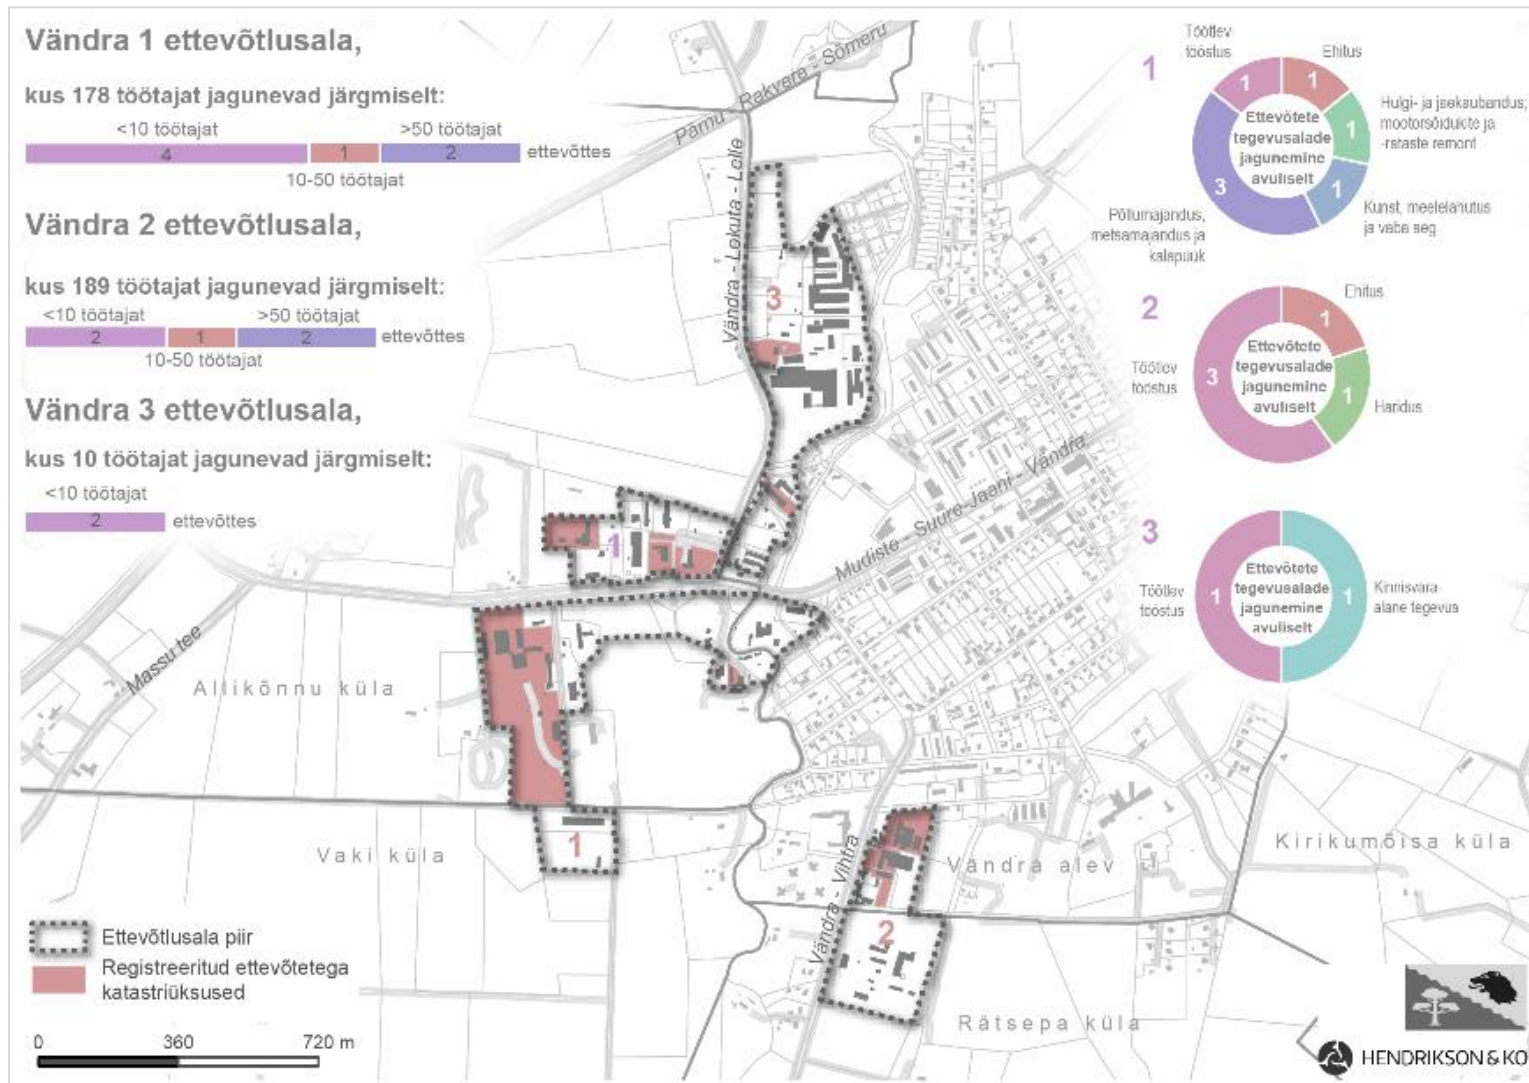 Vändra 1 ettevõtlusala,
kus 178 töötajat jagunevad järgmiselt:
<10 töötajat
>50 töötajat
4
1
2
ettevõttes
10-50 töötajat
Vändra 2 ettevõtlusala,
kus 189 töötajat jagunevad järgmiselt:
<10 töötajat
>50 töötajat
2
1
2
ettevõttes
10-50 töötajat
Vändra 3 ettevõtlusala,
kus 10 töötajat jagunevad järgmiselt:
<10 töötajat
2
ettevõttes
Pärnu - Rakvere - Sõmeru
Vändra - Lokuta - Lelle
3
1
Mudiste - Suure-Jaani - Vändra
Massu tee
Allikõnnu küla
Vaki küla
1
Vändra - Vihtra
Vändra alev
Kirikumõisa küla
2
Rätsepa küla
1
Töötlev
tööstus
Ehitus
Hulgi- ja jaekaubandus;
mootorsõidukite ja
-rataste remont
Kunst, meelelahutus
ja vaba aeg
Põllumajandus,
metsamajandus ja
kalapüük
1
1
1
1
3
Ettevõtete
tegevusalade
jagunemine
avuliselt
2
Ehitus
Töötlev
tööstus
Haridus
1
3
1
Ettevõtete
tegevusalade
jagunemine
avuliselt
3
Töötlev
tööstus
Kinnisvara-
alane tegevus
1
1
Ettevõtete
tegevusalade
jagunemine
avuliselt
Ettevõtlusala piir
Registreeritud ettevõtetega
katastriüksused
0 360 720 m
HENDRIKSON & KO